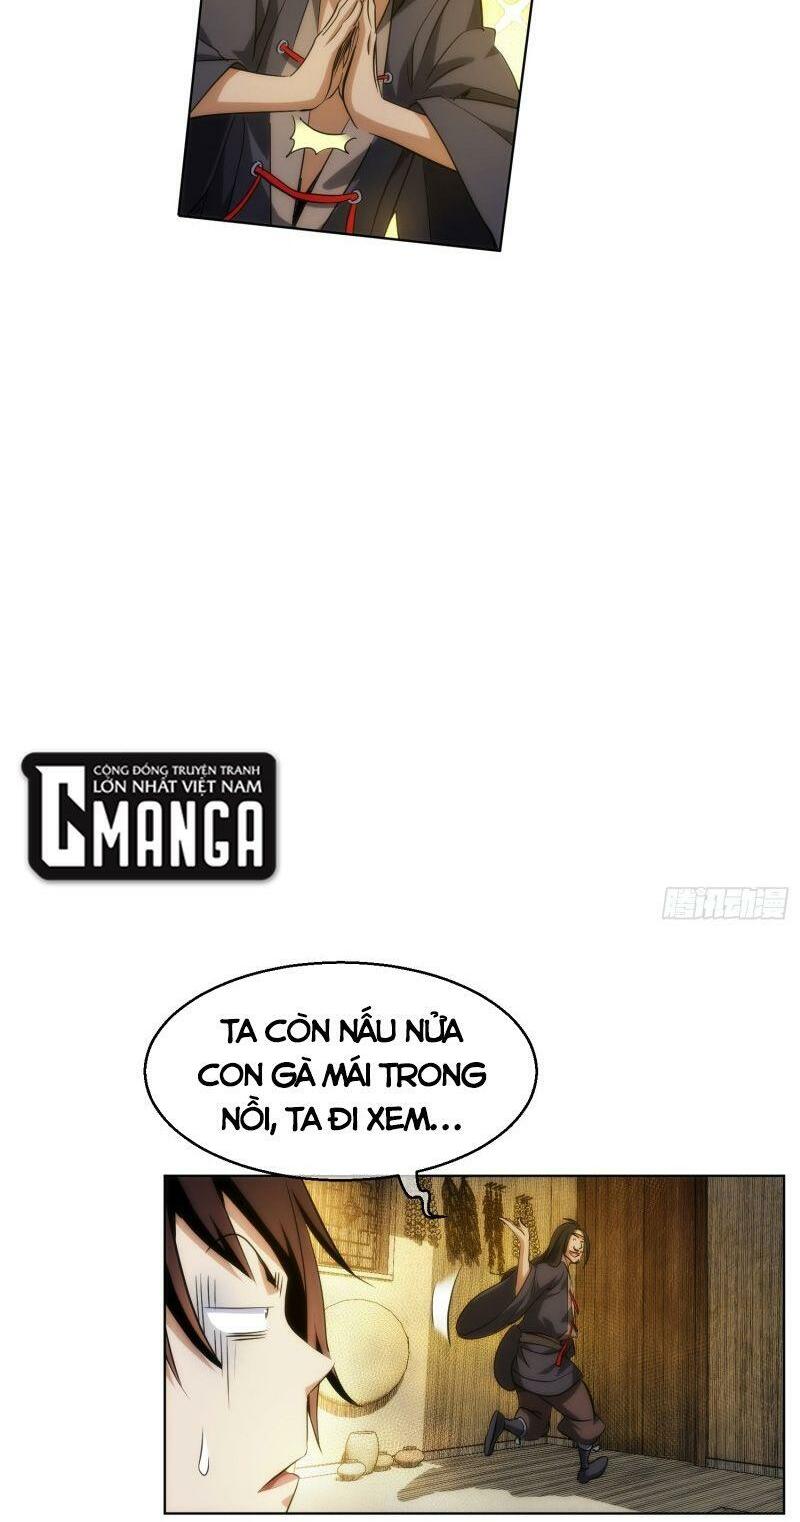 CỘNG ĐỒNG TRUYỆN TRANH
LỚN NHẤT VIỆT NAM
CMANGA
腾讯动漫
TA CÒN NẤU NỬA
CON GÀ MÁI TRONG
NỒI, TA ĐI XEM...